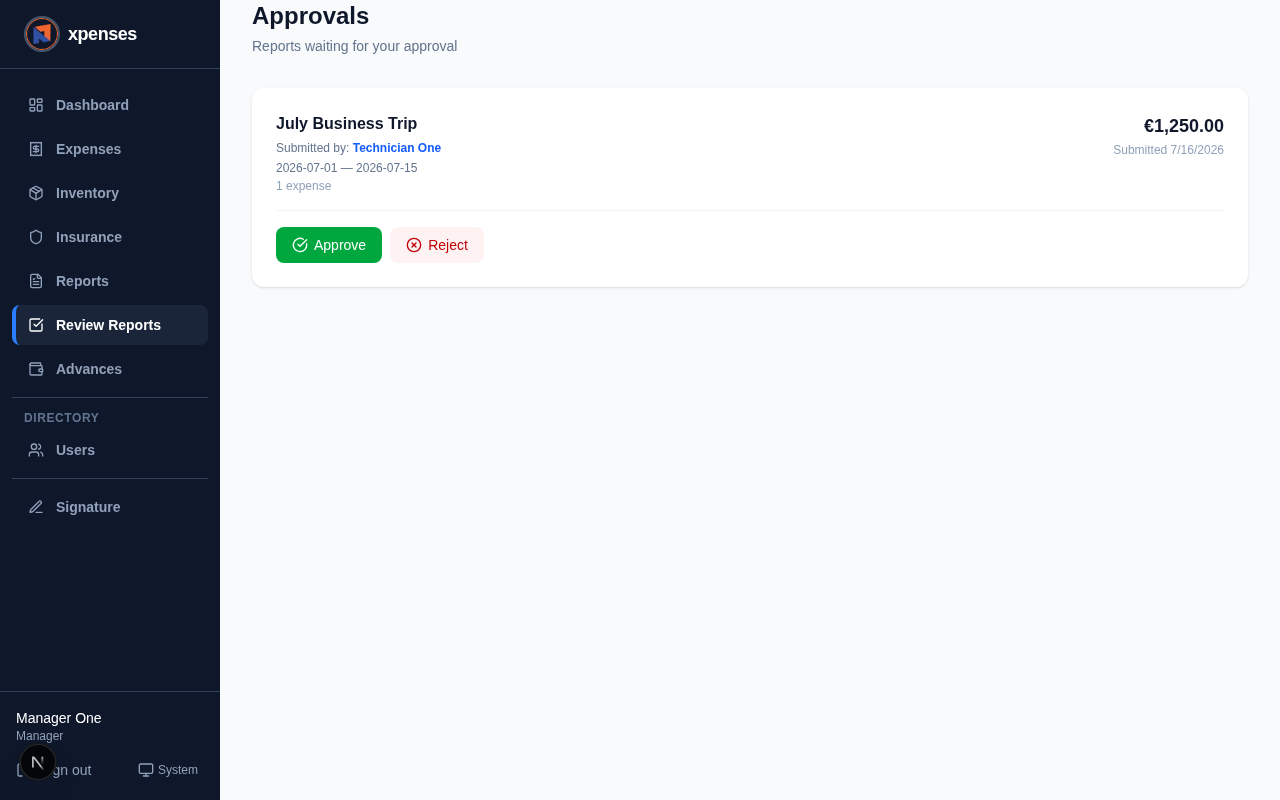 xpenses
Dashboard
Expenses
Inventory
Insurance
Reports
Review Reports
Advances
DIRECTORY
Users
Signature
Manager One
Manager
gn out
System
Approvals
Reports waiting for your approval
July Business Trip
€1,250.00
Submitted by: Technician One
Submitted 7/16/2026
2026-07-01 — 2026-07-15
1 expense
Approve
Reject